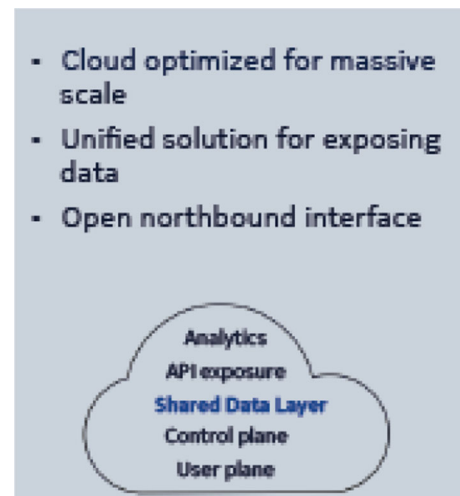 ▪ Cloud optimized for massive
scale
▪ Unified solution for exposing
data
▪ Open northbound interface
Analytics
API exposure
Shared Data Layer
Control plane
User plane